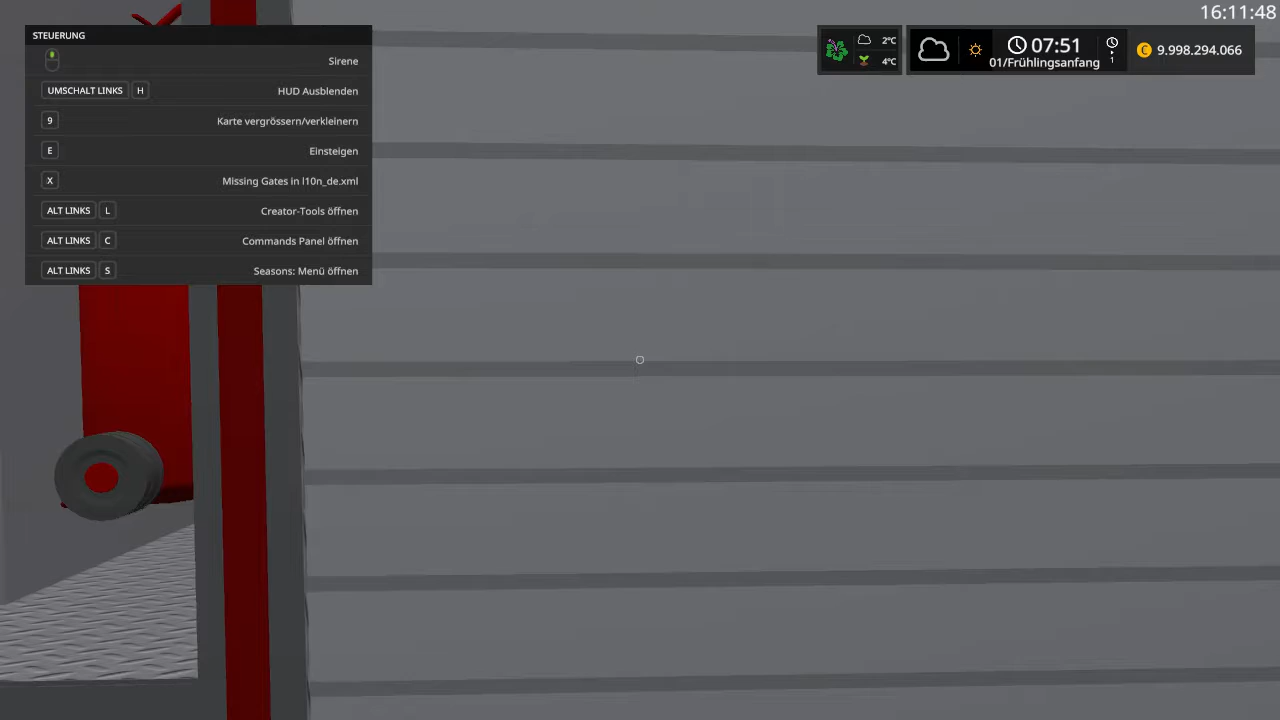 16:11:48
STEUERUNG
Sirene
UMSCHALT LINKS H HUD Ausblenden
9 Karte vergrössern/verkleinern
E Einsteigen
X Missing Gates in l10n_de.xml
ALT LINKS L Creator-Tools öffnen
ALT LINKS C Commands Panel öffnen
ALT LINKS S Seasons: Menü öffnen
2°C
4°C
07:51
01/Frühlingsanfang
1
9.998.294.066